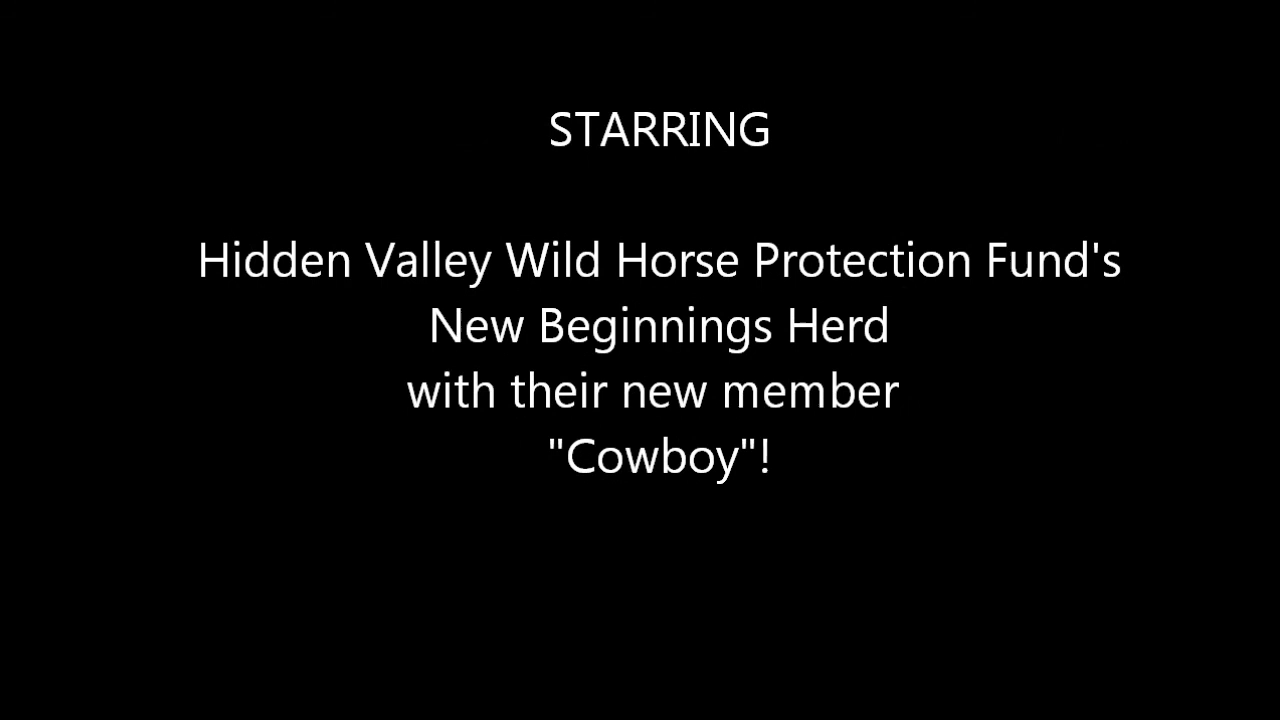 STARRING
Hidden Valley Wild Horse Protection Fund's
New Beginnings Herd
with their new member
"Cowboy"!